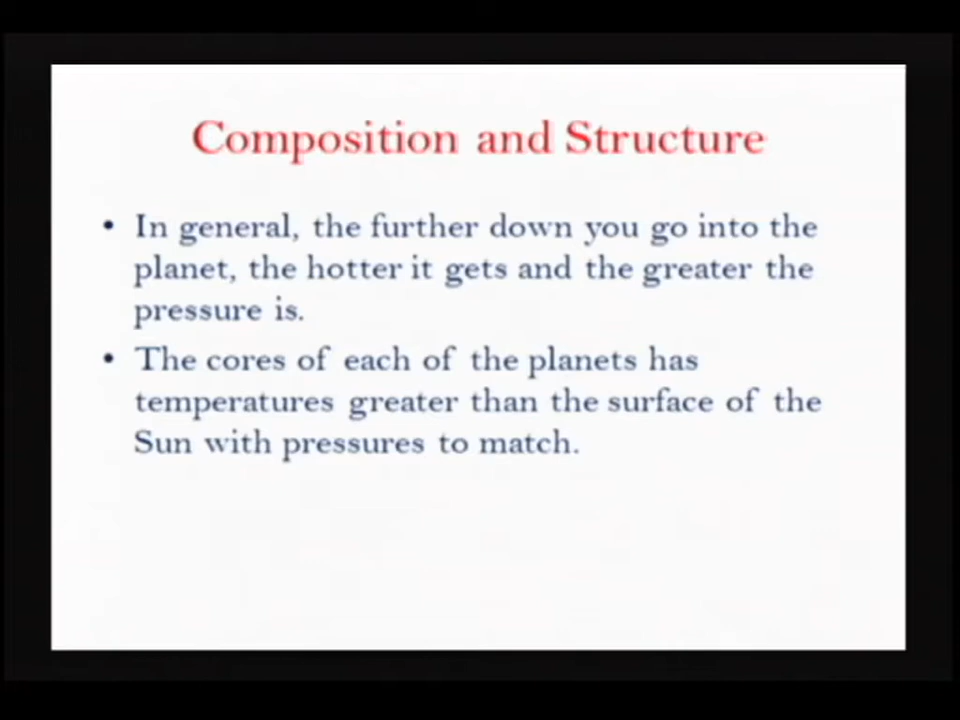 Composition and Structure
• In general, the further down you go into the
planet, the hotter it gets and the greater the
pressure is.
• The cores of each of the planets has
temperatures greater than the surface of the
Sun with pressures to match.